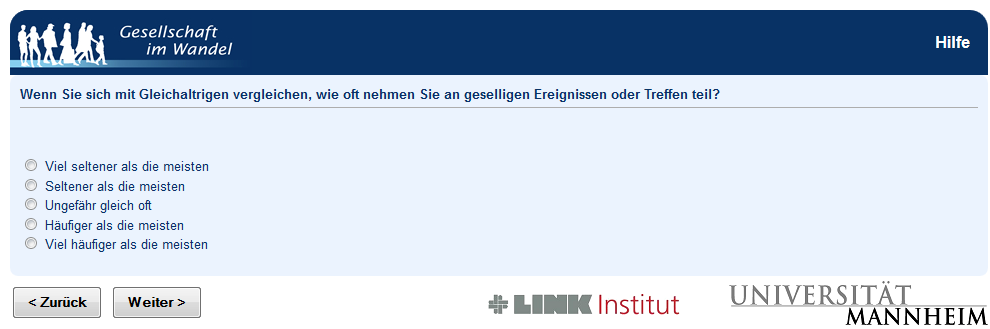 Gesellschaft
im Wandel
Hilfe
Wenn Sie sich mit Gleichaltrigen vergleichen, wie oft nehmen Sie an geselligen Ereignissen oder Treffen teil?
Viel seltener als die meisten
Seltener als die meisten
Ungefähr gleich oft
Häufiger als die meisten
Viel häufiger als die meisten
< Zurück
Weiter >
LINK Institut
UNIVERSITÄT
MANNHEIM